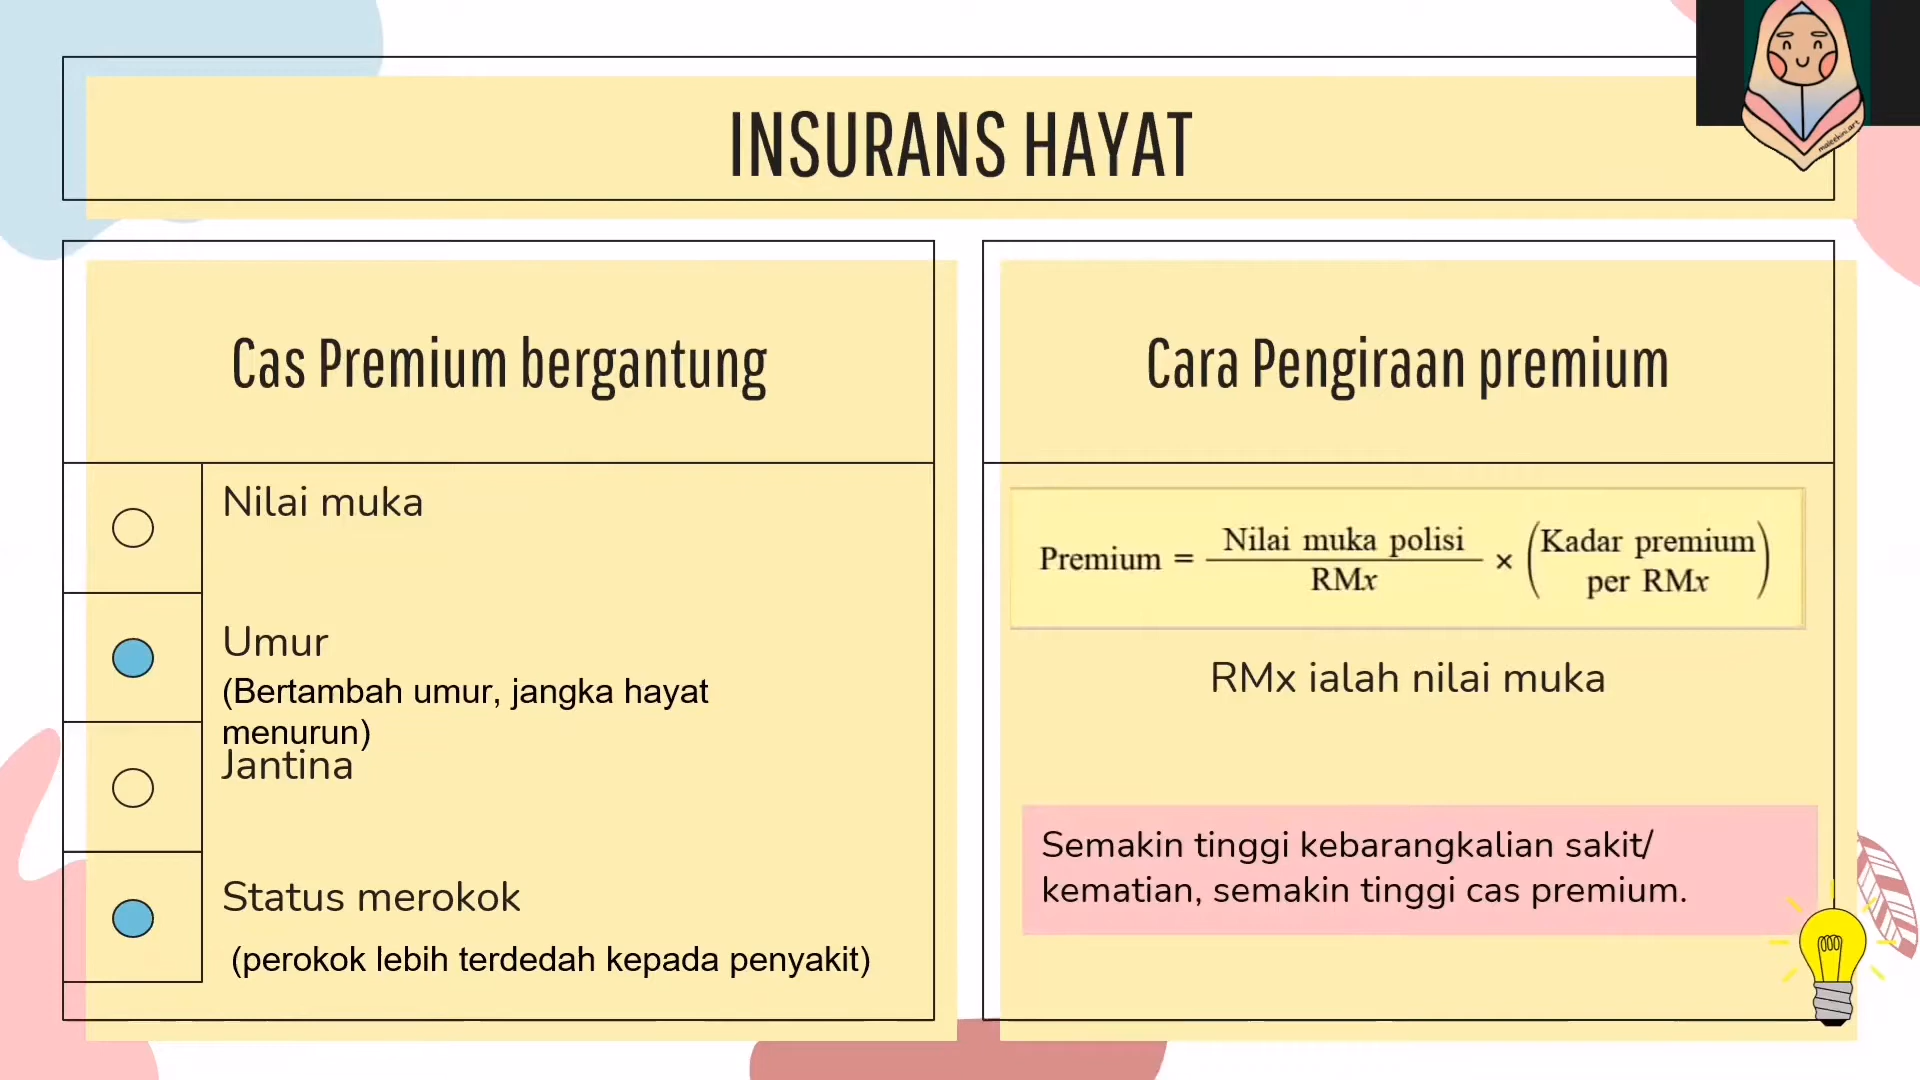 INSURANS HAYAT
Cas Premium bergantung
Nilai muka
Umur
(Bertambah umur, jangka hayat
menurun)
Jantina
Status merokok
(perokok lebih terdedah kepada penyakit)
Cara Pengiraan premium
Premium = Nilai muka polisi / RMx × (Kadar premium per RMx)
RMx ialah nilai muka
Semakin tinggi kebarangkalian sakit/
kematian, semakin tinggi cas premium.